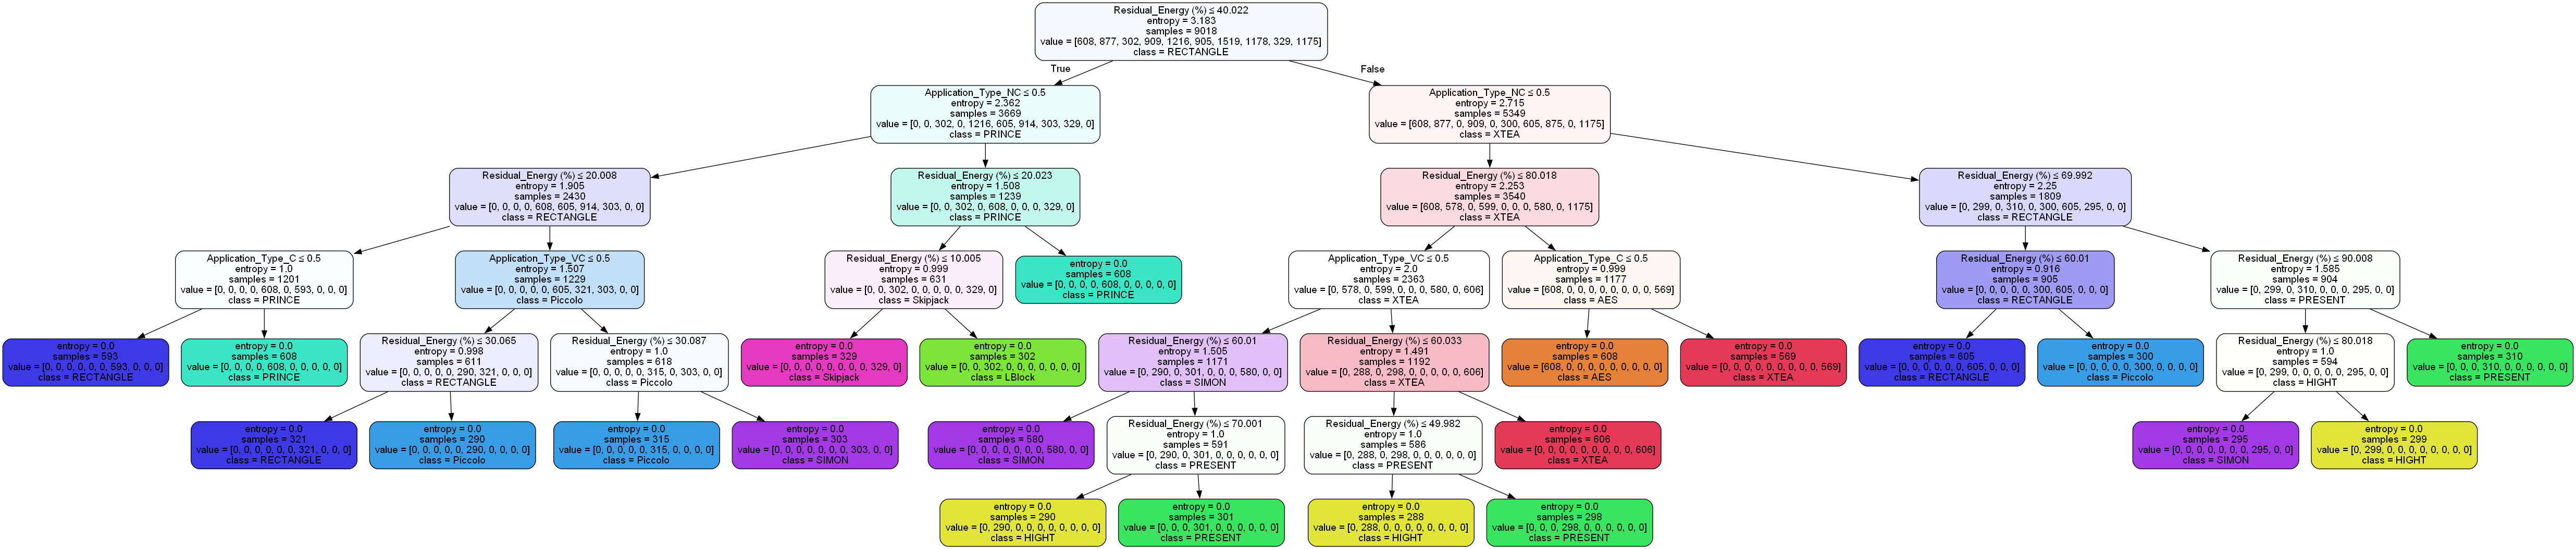 Residual_Energy (%) ≤ 40.022
entropy = 3.183
samples = 9018
value = [608, 877, 302, 909, 1216, 905, 1519, 1178, 329, 1175]
class = RECTANGLE
True
False
Application_Type_NC ≤ 0.5
entropy = 2.362
samples = 3669
value = [0, 0, 302, 0, 1216, 605, 914, 303, 329, 0]
class = PRINCE
Application_Type_NC ≤ 0.5
entropy = 2.715
samples = 5349
value = [608, 877, 0, 909, 0, 300, 605, 875, 0, 1175]
class = XTEA
Residual_Energy (%) ≤ 20.008
entropy = 1.905
samples = 2430
value = [0, 0, 0, 0, 608, 605, 914, 303, 0, 0]
class = RECTANGLE
Residual_Energy (%) ≤ 20.023
entropy = 1.508
samples = 1239
value = [0, 0, 302, 0, 608, 0, 0, 0, 329, 0]
class = PRINCE
Residual_Energy (%) ≤ 80.018
entropy = 2.253
samples = 3540
value = [608, 578, 0, 599, 0, 0, 0, 580, 0, 1175]
class = XTEA
Residual_Energy (%) ≤ 69.992
entropy = 2.25
samples = 1809
value = [0, 299, 0, 310, 0, 300, 605, 295, 0, 0]
class = RECTANGLE
Application_Type_C ≤ 0.5
entropy = 1.0
samples = 1201
value = [0, 0, 0, 0, 608, 0, 593, 0, 0, 0]
class = PRINCE
Application_Type_VC ≤ 0.5
entropy = 1.507
samples = 1229
value = [0, 0, 0, 0, 0, 605, 321, 303, 0, 0]
class = Piccolo
Residual_Energy (%) ≤ 10.005
entropy = 0.999
samples = 631
value = [0, 0, 302, 0, 0, 0, 0, 0, 329, 0]
class = Skipjack
entropy = 0.0
samples = 608
value = [0, 0, 0, 0, 608, 0, 0, 0, 0, 0]
class = PRINCE
Application_Type_VC ≤ 0.5
entropy = 2.0
samples = 2363
value = [0, 578, 0, 599, 0, 0, 0, 580, 0, 606]
class = XTEA
Application_Type_C ≤ 0.5
entropy = 0.999
samples = 1177
value = [608, 0, 0, 0, 0, 0, 0, 0, 0, 569]
class = AES
Residual_Energy (%) ≤ 60.01
entropy = 0.916
samples = 905
value = [0, 0, 0, 0, 0, 300, 605, 0, 0, 0]
class = RECTANGLE
Residual_Energy (%) ≤ 90.008
entropy = 1.585
samples = 904
value = [0, 299, 0, 310, 0, 0, 0, 295, 0, 0]
class = PRESENT
entropy = 0.0
samples = 593
value = [0, 0, 0, 0, 0, 0, 593, 0, 0, 0]
class = RECTANGLE
entropy = 0.0
samples = 608
value = [0, 0, 0, 0, 608, 0, 0, 0, 0, 0]
class = PRINCE
Residual_Energy (%) ≤ 30.065
entropy = 0.998
samples = 611
value = [0, 0, 0, 0, 0, 290, 321, 0, 0, 0]
class = RECTANGLE
Residual_Energy (%) ≤ 30.087
entropy = 1.0
samples = 618
value = [0, 0, 0, 0, 0, 315, 0, 303, 0, 0]
class = Piccolo
entropy = 0.0
samples = 329
value = [0, 0, 0, 0, 0, 0, 0, 0, 329, 0]
class = Skipjack
entropy = 0.0
samples = 302
value = [0, 0, 302, 0, 0, 0, 0, 0, 0, 0]
class = LBlock
Residual_Energy (%) ≤ 60.01
entropy = 1.505
samples = 1171
value = [0, 290, 0, 301, 0, 0, 0, 580, 0, 0]
class = SIMON
Residual_Energy (%) ≤ 60.033
entropy = 1.491
samples = 1192
value = [0, 288, 0, 298, 0, 0, 0, 0, 0, 606]
class = XTEA
entropy = 0.0
samples = 608
value = [608, 0, 0, 0, 0, 0, 0, 0, 0, 0]
class = AES
entropy = 0.0
samples = 569
value = [0, 0, 0, 0, 0, 0, 0, 0, 0, 569]
class = XTEA
entropy = 0.0
samples = 605
value = [0, 0, 0, 0, 0, 0, 605, 0, 0, 0]
class = RECTANGLE
entropy = 0.0
samples = 300
value = [0, 0, 0, 0, 0, 300, 0, 0, 0, 0]
class = Piccolo
Residual_Energy (%) ≤ 80.018
entropy = 1.0
samples = 594
value = [0, 299, 0, 0, 0, 0, 0, 295, 0, 0]
class = HIGHT
entropy = 0.0
samples = 310
value = [0, 0, 0, 310, 0, 0, 0, 0, 0, 0]
class = PRESENT
entropy = 0.0
samples = 321
value = [0, 0, 0, 0, 0, 0, 321, 0, 0, 0]
class = RECTANGLE
entropy = 0.0
samples = 290
value = [0, 0, 0, 0, 0, 290, 0, 0, 0, 0]
class = Piccolo
entropy = 0.0
samples = 315
value = [0, 0, 0, 0, 0, 315, 0, 0, 0, 0]
class = Piccolo
entropy = 0.0
samples = 303
value = [0, 0, 0, 0, 0, 0, 0, 303, 0, 0]
class = SIMON
entropy = 0.0
samples = 580
value = [0, 0, 0, 0, 0, 0, 0, 580, 0, 0]
class = SIMON
Residual_Energy (%) ≤ 70.001
entropy = 1.0
samples = 591
value = [0, 290, 0, 301, 0, 0, 0, 0, 0, 0]
class = PRESENT
Residual_Energy (%) ≤ 49.982
entropy = 1.0
samples = 586
value = [0, 288, 0, 298, 0, 0, 0, 0, 0, 0]
class = PRESENT
entropy = 0.0
samples = 606
value = [0, 0, 0, 0, 0, 0, 0, 0, 0, 606]
class = XTEA
entropy = 0.0
samples = 295
value = [0, 0, 0, 0, 0, 0, 0, 295, 0, 0]
class = SIMON
entropy = 0.0
samples = 299
value = [0, 299, 0, 0, 0, 0, 0, 0, 0, 0]
class = HIGHT
entropy = 0.0
samples = 290
value = [0, 290, 0, 0, 0, 0, 0, 0, 0, 0]
class = HIGHT
entropy = 0.0
samples = 301
value = [0, 0, 0, 301, 0, 0, 0, 0, 0, 0]
class = PRESENT
entropy = 0.0
samples = 288
value = [0, 288, 0, 0, 0, 0, 0, 0, 0, 0]
class = HIGHT
entropy = 0.0
samples = 298
value = [0, 0, 0, 298, 0, 0, 0, 0, 0, 0]
class = PRESENT